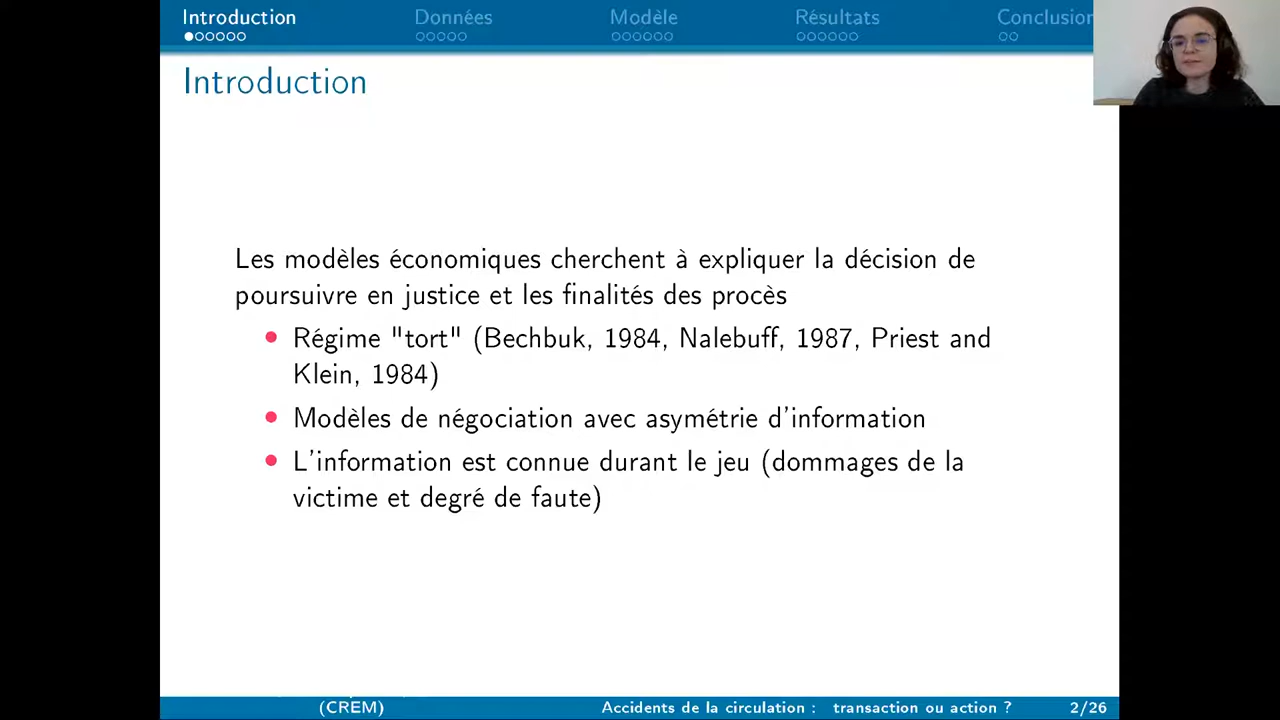 Introduction Données Modèle Résultats Conclusion
Introduction
Les modèles économiques cherchent à expliquer la décision de
poursuivre en justice et les finalités des procès
Régime "tort" (Bechbuk, 1984, Nalebuff, 1987, Priest and
Klein, 1984)
Modèles de négociation avec asymétrie d'information
L'information est connue durant le jeu (dommages de la
victime et degré de faute)
(CREM) Accidents de la circulation : transaction ou action ? 2/26